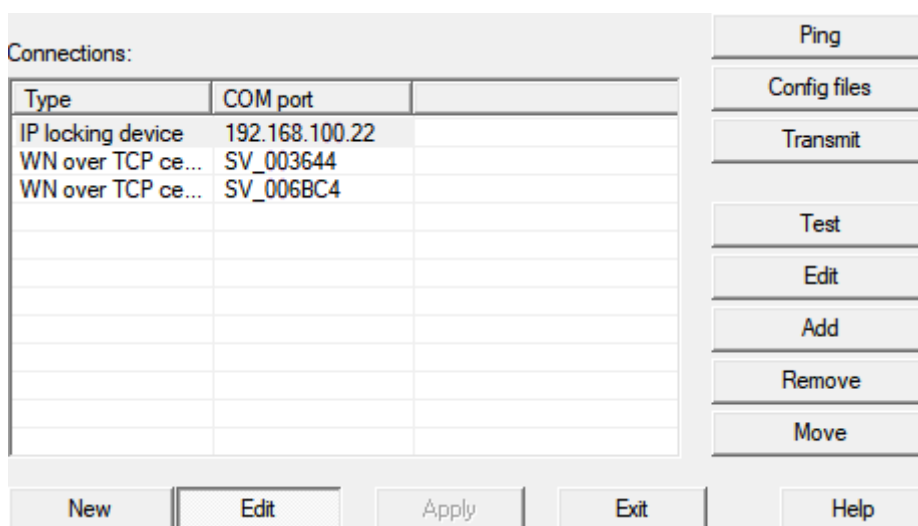 Connections:
Type COM port
IP locking device 192.168.100.22
WN over TCP ce... SV_003644
WN over TCP ce... SV_006BC4
Ping
Config files
Transmit
Test
Edit
Add
Remove
Move
New Edit Apply Exit Help